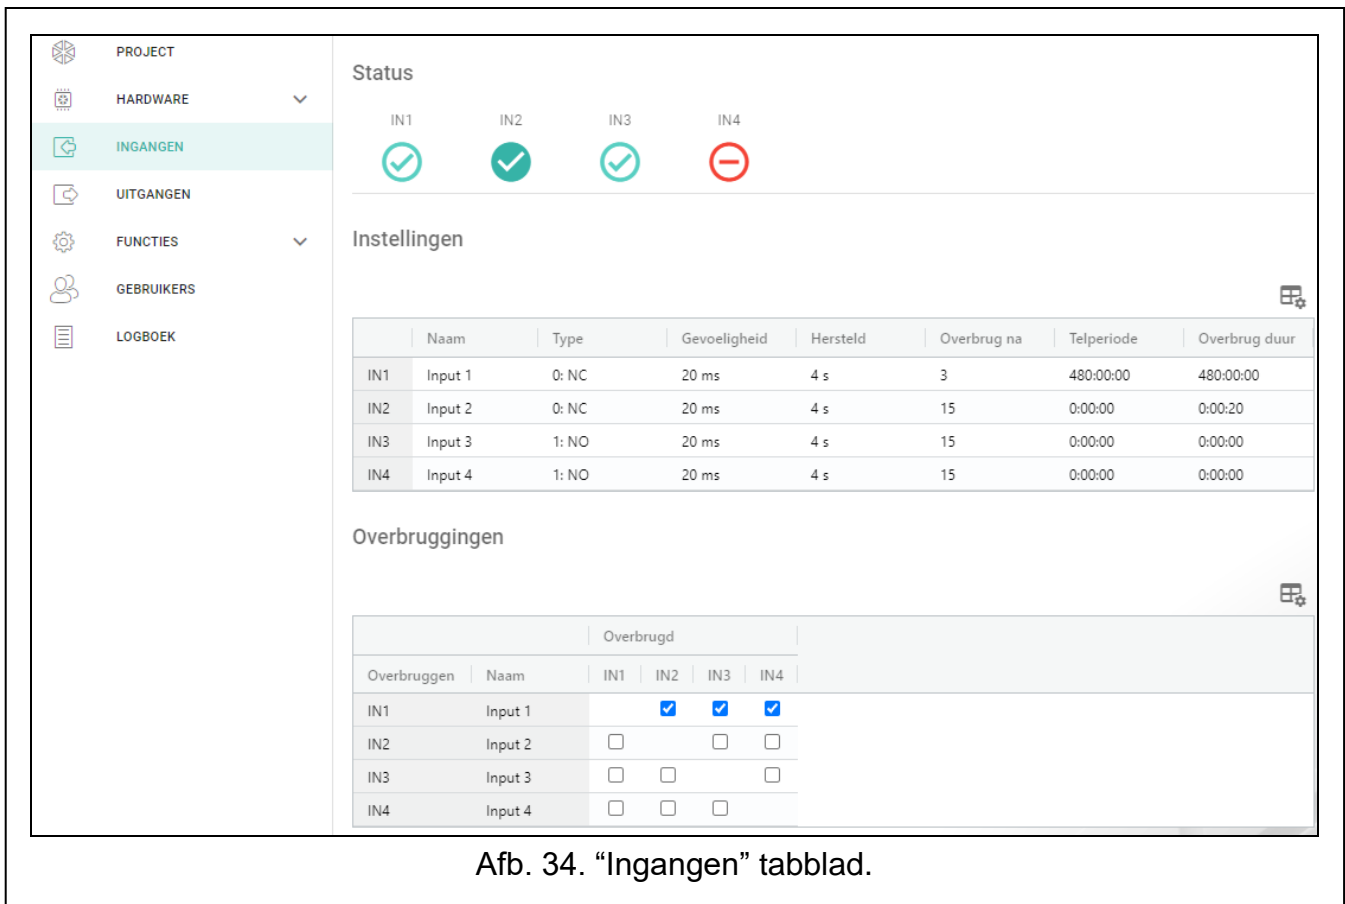 PROJECT
HARDWARE
INGANGEN
UITGANGEN
FUNCTIES
GEBRUIKERS
LOGBOEK
Status
IN1 IN2 IN3 IN4
Instellingen
Naam Type Gevoeligheid Hersteld Overbrug na Telperiode Overbrug duur
IN1 Input 1 0: NC 20 ms 4 s 3 480:00:00 480:00:00
IN2 Input 2 0: NC 20 ms 4 s 15 0:00:00 0:00:20
IN3 Input 3 1: NO 20 ms 4 s 15 0:00:00 0:00:00
IN4 Input 4 1: NO 20 ms 4 s 15 0:00:00 0:00:00
Overbruggingen
Overbrugd
Overbruggen Naam IN1 IN2 IN3 IN4
IN1 Input 1
IN2 Input 2
IN3 Input 3
IN4 Input 4
Afb. 34. “Ingangen” tabblad.